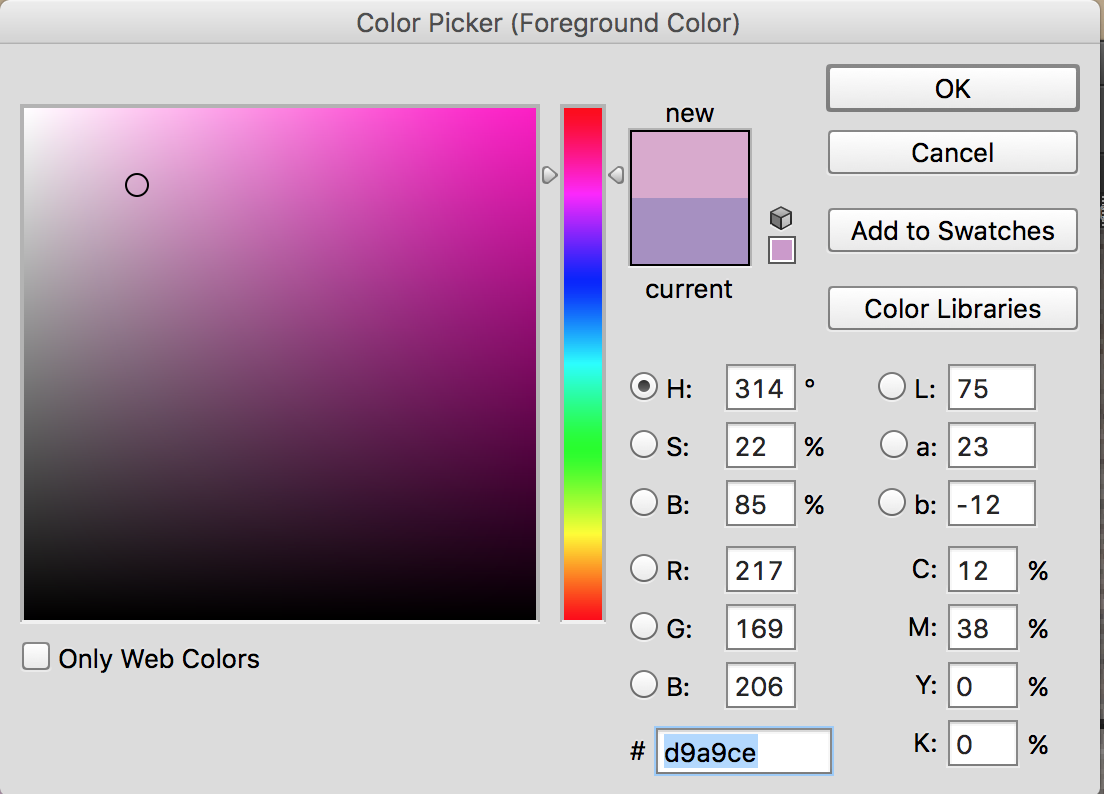 Color Picker (Foreground Color)
new
current
OK
Cancel
Add to Swatches
Color Libraries
H: 314 °
S: 22 %
B: 85 %
R: 217
G: 169
B: 206
# d9a9ce
L: 75
a: 23
b: -12
C: 12 %
M: 38 %
Y: 0 %
K: 0 %
Only Web Colors